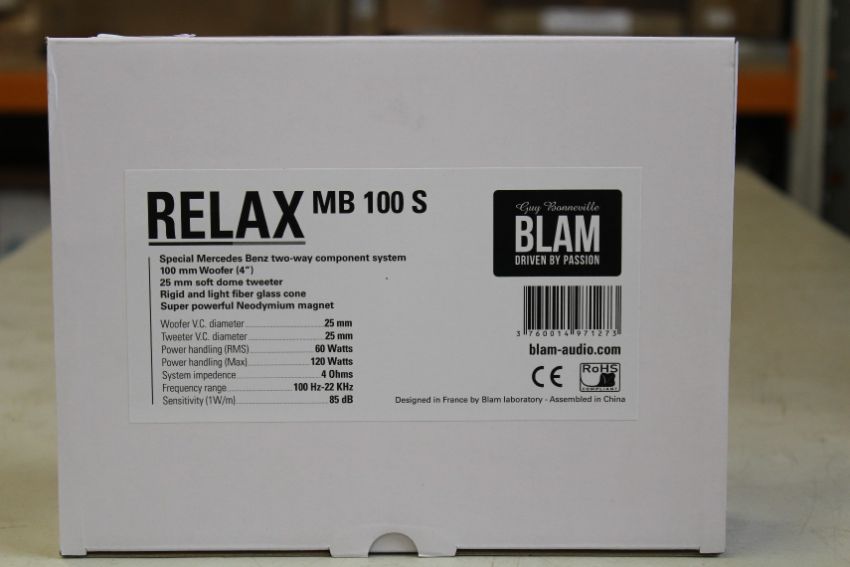 RELAX MB 100 S
Special Mercedes Benz two-way component system
100 mm Woofer (4")
25 mm soft dome tweeter
Rigid and light fiber glass cone
Super powerful Neodymium magnet
Woofer V.C. diameter 25 mm
Tweeter V.C. diameter 25 mm
Power handling (RMS) 60 Watts
Power handling (Max) 120 Watts
System impedence 4 Ohms
Frequency range 100 Hz-22 KHz
Sensitivity (1W/m) 85 dB
Guy Bonneville
BLAM
DRIVEN BY PASSION
3 760014 971273
blam-audio.com
CE
RoHS
COMPLIANT
Designed in France by Blam laboratory - Assembled in China